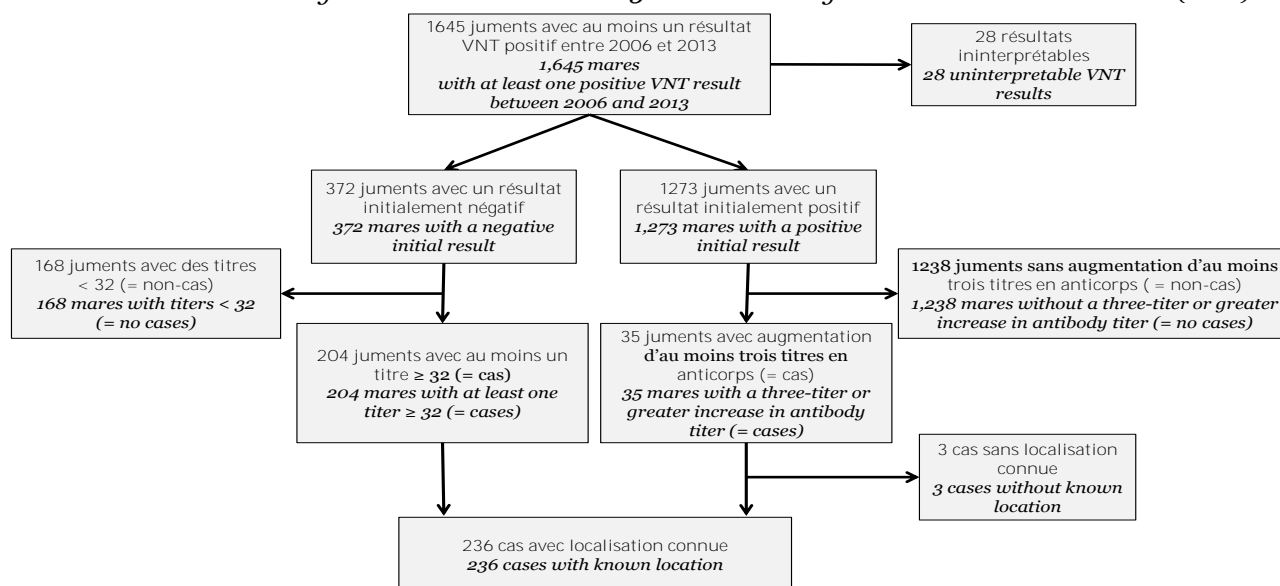 1645 juments avec au moins un résultat
VNT positif entre 2006 et 2013
1,645 mares
with at least one positive VNT result
between 2006 and 2013
28 résultats
ininterprétables
28 uninterpretable VNT
results
372 juments avec un résultat
initialement négatif
372 mares with a negative
initial result
1273 juments avec un
résultat initialement positif
1,273 mares with a positive
initial result
168 juments avec des titres
< 32 (= non-cas)
168 mares with titers < 32
(= no cases)
1238 juments sans augmentation d'au moins
trois titres en anticorps ( = non-cas)
1,238 mares without a three-titer or greater
increase in antibody titer (= no cases)
204 juments avec au moins un
titre ≥ 32 (= cas)
204 mares with at least one
titer ≥ 32 (= cases)
35 juments avec augmentation
d'au moins trois titres en
anticorps (= cas)
35 mares with a three-titer or
greater increase in antibody
titer (= cases)
3 cas sans localisation
connue
3 cases without known
location
236 cas avec localisation connue
236 cases with known location